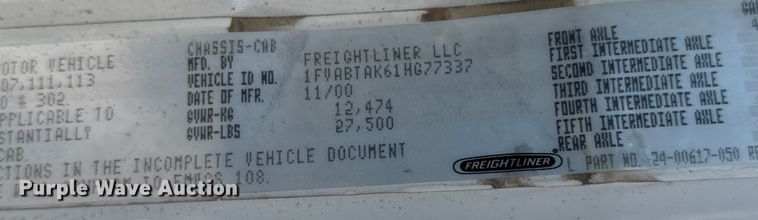 OTOR VEHICLE
07,111,113
0 & 302.
APPLICABLE TO
STANTIALLY
CAB.
CHASSIS-CAB
MFD. BY FREIGHTLINER LLC
VEHICLE ID NO. 1FVABTAK61HG77337
DATE OF MFR. 11/00
GVWR-KG 12,474
GVWR-LBS 27,500
CTIONS IN THE INCOMPLETE VEHICLE DOCUMENT
108.
FRONT AXLE
FIRST INTERMEDIATE AXLE
SECOND INTERMEDIATE AXLE
THIRD INTERMEDIATE AXLE
FOURTH INTERMEDIATE AXLE
FIFTH INTERMEDIATE AXLE
REAR AXLE
FREIGHTLINER
L PART NO. 24-00617-050
Purple Wave Auction